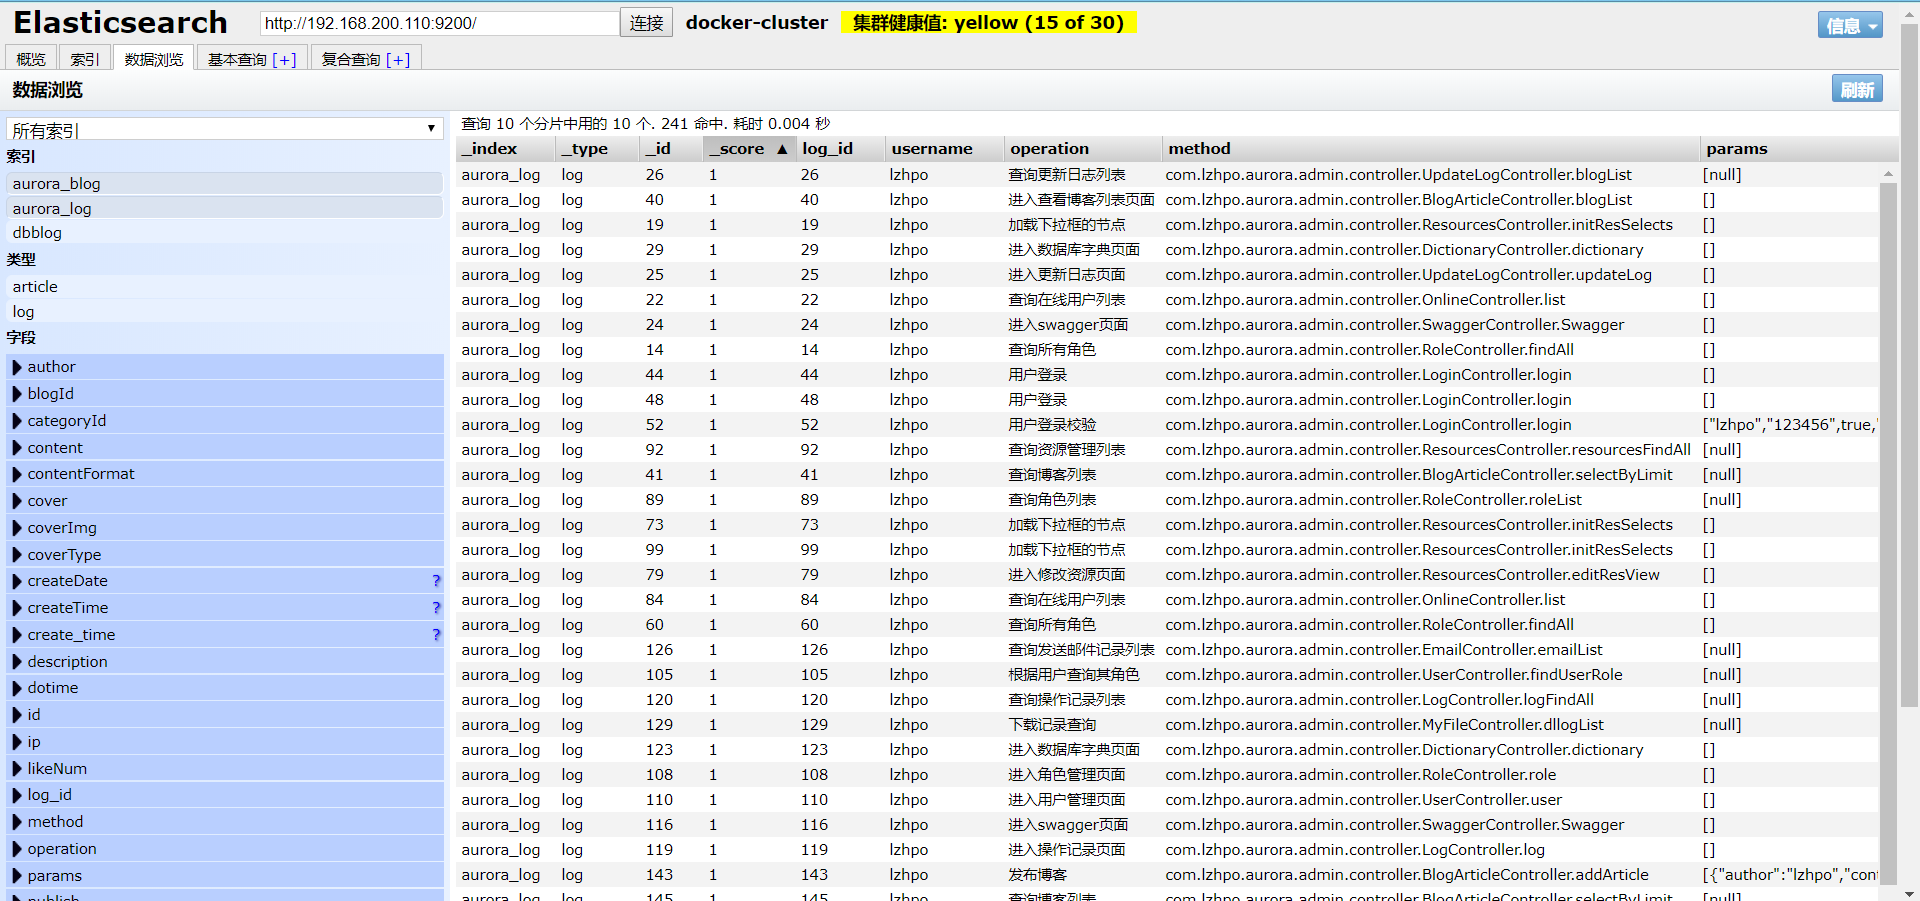 Elasticsearch http://192.168.200.110:9200/ 连接 docker-cluster 集群健康值: yellow (15 of 30) 信息
概览 索引 数据浏览 基本查询 [+] 复合查询 [+]
数据浏览 刷新
所有索引
索引
aurora_blog
aurora_log
dbblog
类型
article
log
字段
author
blogId
categoryId
content
contentFormat
cover
coverImg
coverType
createDate ?
createTime ?
create_time ?
description
dotime
id
ip
likeNum
log_id
method
operation
params
publish
查询 10 个分片中用的 10 个. 241 命中. 耗时 0.004 秒
_index _type _id _score ▲ log_id username operation method params
aurora_log log 26 1 26 lzhpo 查询更新日志列表 com.lzhpo.aurora.admin.controller.UpdateLogController.blogList [null]
aurora_log log 40 1 40 lzhpo 进入查看博客列表页面 com.lzhpo.aurora.admin.controller.BlogArticleController.blogList []
aurora_log log 19 1 19 lzhpo 加载下拉框的节点 com.lzhpo.aurora.admin.controller.ResourcesController.initResSelects []
aurora_log log 29 1 29 lzhpo 进入数据库字典页面 com.lzhpo.aurora.admin.controller.DictionaryController.dictionary []
aurora_log log 25 1 25 lzhpo 进入更新日志页面 com.lzhpo.aurora.admin.controller.UpdateLogController.updateLog []
aurora_log log 22 1 22 lzhpo 查询在线用户列表 com.lzhpo.aurora.admin.controller.OnlineController.list []
aurora_log log 24 1 24 lzhpo 进入swagger页面 com.lzhpo.aurora.admin.controller.SwaggerController.Swagger []
aurora_log log 14 1 14 lzhpo 查询所有角色 com.lzhpo.aurora.admin.controller.RoleController.findAll []
aurora_log log 44 1 44 lzhpo 用户登录 com.lzhpo.aurora.admin.controller.LoginController.login []
aurora_log log 48 1 48 lzhpo 用户登录 com.lzhpo.aurora.admin.controller.LoginController.login []
aurora_log log 52 1 52 lzhpo 用户登录校验 com.lzhpo.aurora.admin.controller.LoginController.login ["lzhpo","123456",true,"
aurora_log log 92 1 92 lzhpo 查询资源管理列表 com.lzhpo.aurora.admin.controller.ResourcesController.resourcesFindAll [null]
aurora_log log 41 1 41 lzhpo 查询博客列表 com.lzhpo.aurora.admin.controller.BlogArticleController.selectByLimit [null]
aurora_log log 89 1 89 lzhpo 查询角色列表 com.lzhpo.aurora.admin.controller.RoleController.roleList [null]
aurora_log log 73 1 73 lzhpo 加载下拉框的节点 com.lzhpo.aurora.admin.controller.ResourcesController.initResSelects []
aurora_log log 99 1 99 lzhpo 加载下拉框的节点 com.lzhpo.aurora.admin.controller.ResourcesController.initResSelects []
aurora_log log 79 1 79 lzhpo 进入修改资源页面 com.lzhpo.aurora.admin.controller.ResourcesController.editResView []
aurora_log log 84 1 84 lzhpo 查询在线用户列表 com.lzhpo.aurora.admin.controller.OnlineController.list []
aurora_log log 60 1 60 lzhpo 查询所有角色 com.lzhpo.aurora.admin.controller.RoleController.findAll []
aurora_log log 126 1 126 lzhpo 查询发送邮件记录列表 com.lzhpo.aurora.admin.controller.EmailController.emailList [null]
aurora_log log 105 1 105 lzhpo 根据用户查询其角色 com.lzhpo.aurora.admin.controller.UserController.findUserRole [null]
aurora_log log 120 1 120 lzhpo 查询操作记录列表 com.lzhpo.aurora.admin.controller.LogController.logFindAll [null]
aurora_log log 129 1 129 lzhpo 下载记录查询 com.lzhpo.aurora.admin.controller.MyFileController.dllogList [null]
aurora_log log 123 1 123 lzhpo 进入数据库字典页面 com.lzhpo.aurora.admin.controller.DictionaryController.dictionary []
aurora_log log 108 1 108 lzhpo 进入角色管理页面 com.lzhpo.aurora.admin.controller.RoleController.role []
aurora_log log 110 1 110 lzhpo 进入用户管理页面 com.lzhpo.aurora.admin.controller.UserController.user []
aurora_log log 116 1 116 lzhpo 进入swagger页面 com.lzhpo.aurora.admin.controller.SwaggerController.Swagger []
aurora_log log 119 1 119 lzhpo 进入操作记录页面 com.lzhpo.aurora.admin.controller.LogController.log []
aurora_log log 143 1 143 lzhpo 发布博客 com.lzhpo.aurora.admin.controller.BlogArticleController.addArticle [{"author":"lzhpo","cont
aurora_log log 145 1 145 lzhpo 查询博客列表 com.lzhpo.aurora.admin.controller.BlogArticleController.selectByLimit [null]